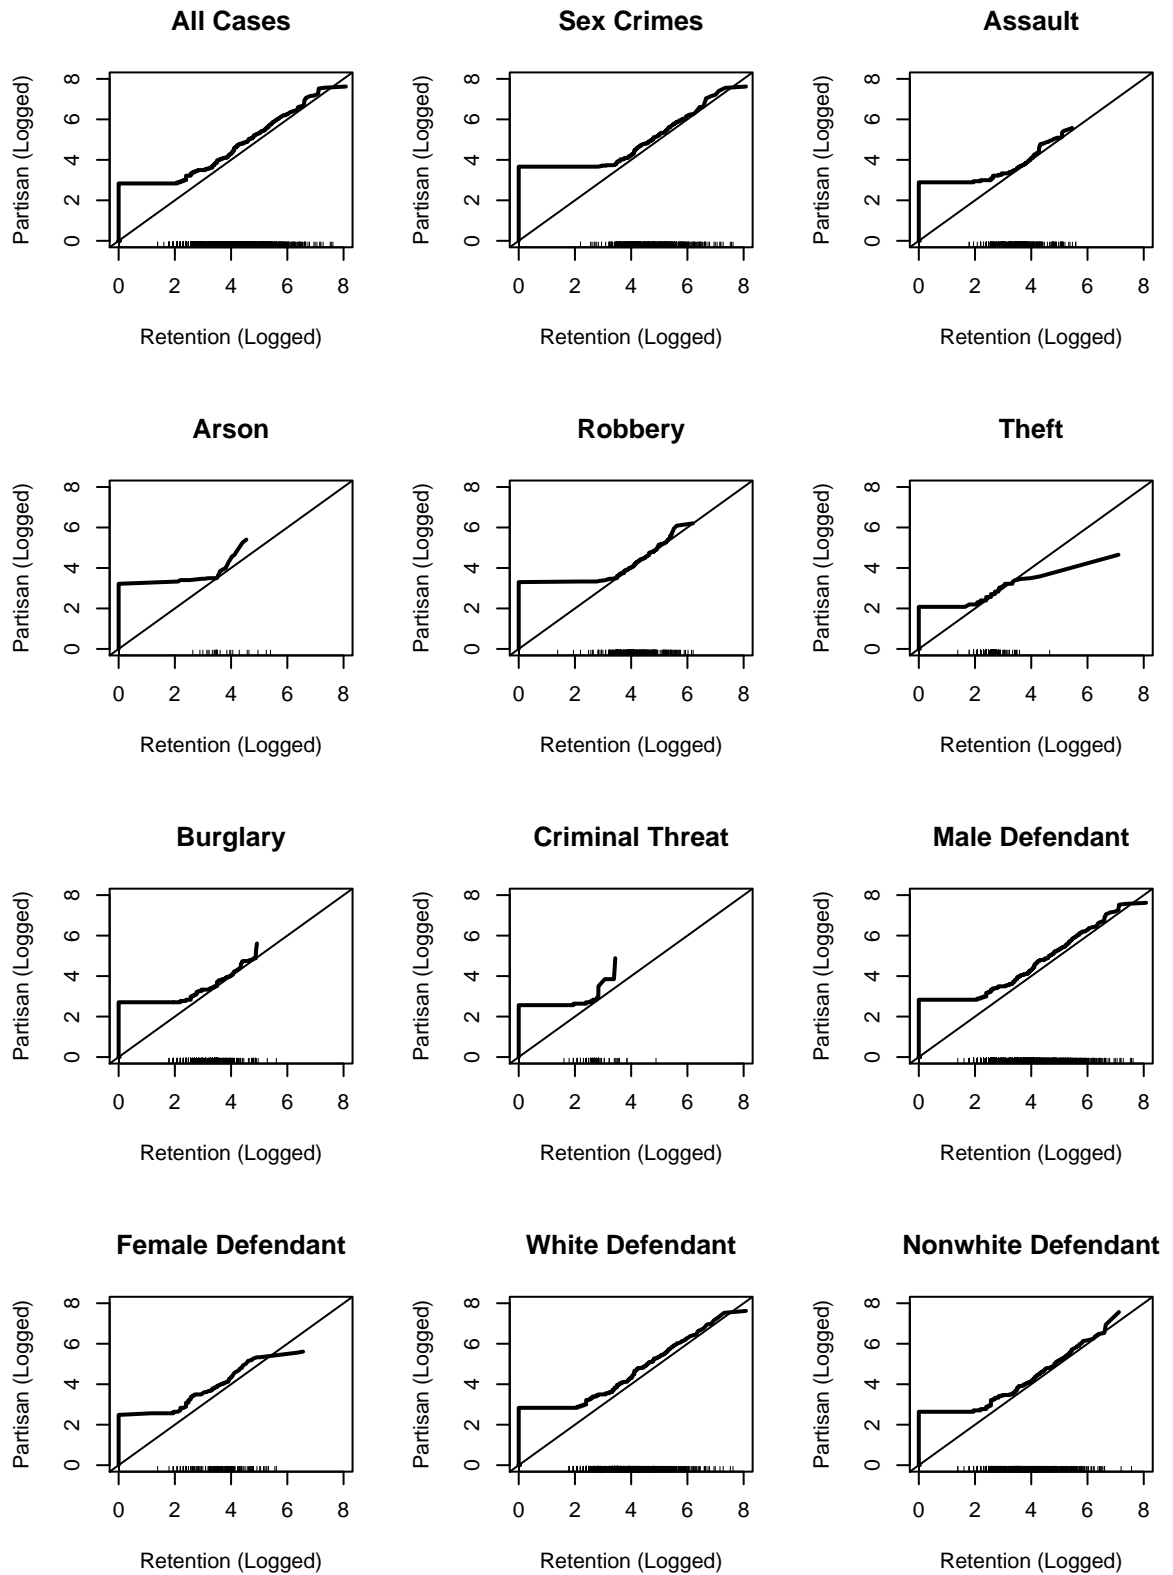 All Cases
Sex Crimes
Assault
Partisan (Logged)
0 2 4 6 8
0 2 4 6 8
Retention (Logged)
Partisan (Logged)
0 2 4 6 8
0 2 4 6 8
Retention (Logged)
Partisan (Logged)
0 2 4 6 8
0 2 4 6 8
Retention (Logged)
Arson
Robbery
Theft
Partisan (Logged)
0 2 4 6 8
0 2 4 6 8
Retention (Logged)
Partisan (Logged)
0 2 4 6 8
0 2 4 6 8
Retention (Logged)
Partisan (Logged)
0 2 4 6 8
0 2 4 6 8
Retention (Logged)
Burglary
Criminal Threat
Male Defendant
Partisan (Logged)
0 2 4 6 8
0 2 4 6 8
Retention (Logged)
Partisan (Logged)
0 2 4 6 8
0 2 4 6 8
Retention (Logged)
Partisan (Logged)
0 2 4 6 8
0 2 4 6 8
Retention (Logged)
Female Defendant
White Defendant
Nonwhite Defendant
Partisan (Logged)
0 2 4 6 8
0 2 4 6 8
Retention (Logged)
Partisan (Logged)
0 2 4 6 8
0 2 4 6 8
Retention (Logged)
Partisan (Logged)
0 2 4 6 8
0 2 4 6 8
Retention (Logged)